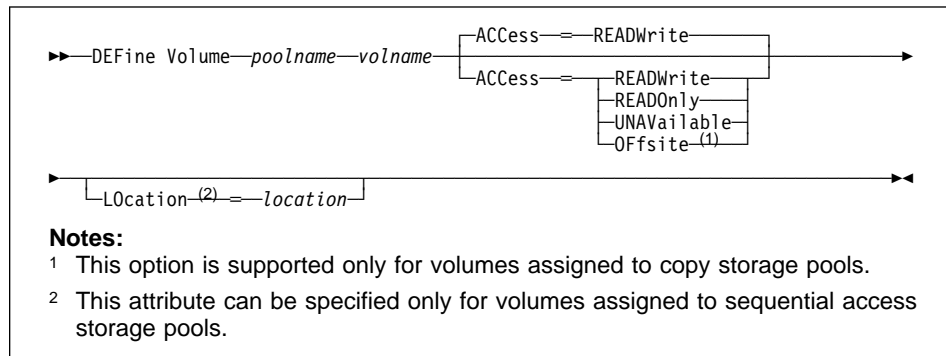 ACCess = READWrite
DEFine Volume poolname volname
ACCess = READWrite
READOnly
UNAVailable
OFfsite (1)
LOcation (2) = location
Notes:
1 This option is supported only for volumes assigned to copy storage pools.
2 This attribute can be specified only for volumes assigned to sequential access
storage pools.